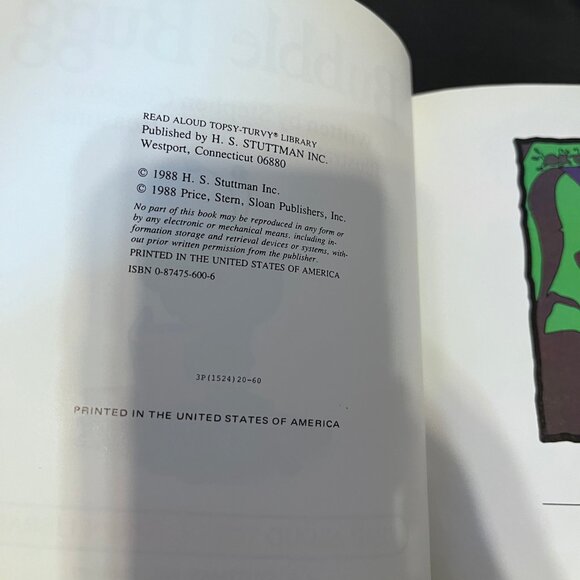 READ ALOUD TOPSY-TURVY® LIBRARY
Published by H. S. STUTTMAN INC.
Westport, Connecticut 06880
© 1988 H. S. Stuttman Inc.
© 1988 Price, Stern, Sloan Publishers, Inc.
No part of this book may be reproduced in any form or
by any electronic or mechanical means, including in-
formation storage and retrieval devices or systems, with-
out prior written permission from the publisher.
PRINTED IN THE UNITED STATES OF AMERICA
ISBN 0-87475-600-6
3P(1524)20-60
PRINTED IN THE UNITED STATES OF AMERICA